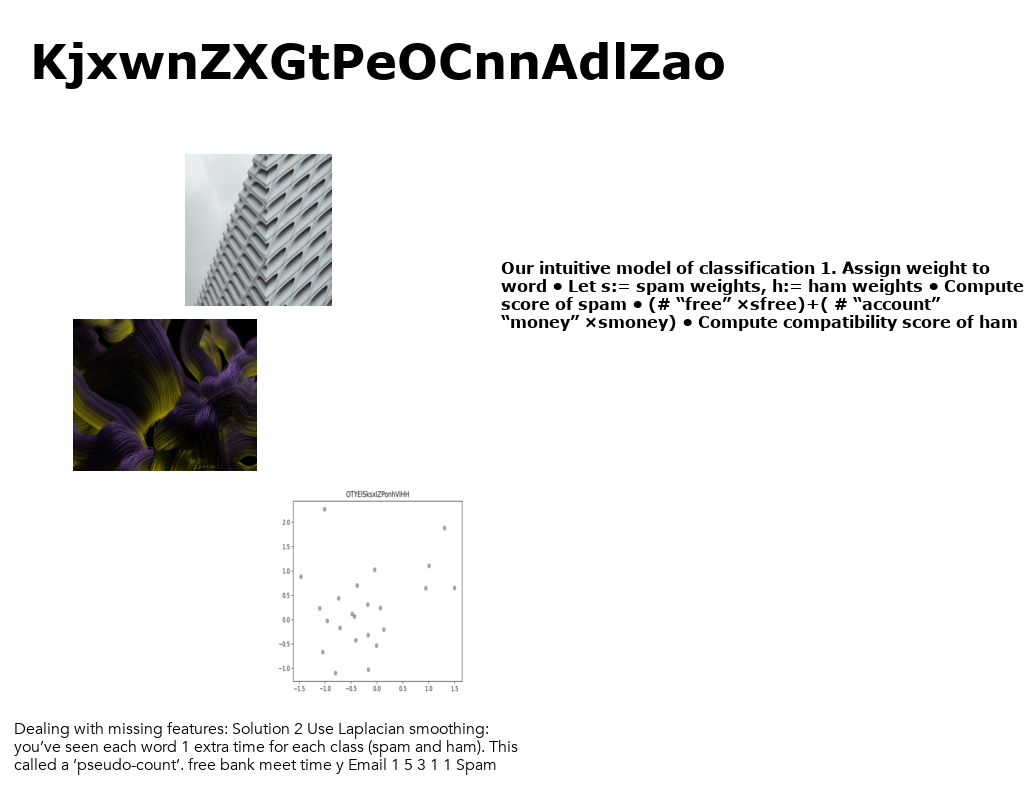 KjxwnZXGtPeOCnnAdlZao
Our intuitive model of classification 1. Assign weight to
word ● Let s:= spam weights, h:= ham weights ● Compute
score of spam ● (# “free” ×sfree)+( # “account”
“money” ×smoney) ● Compute compatibility score of ham
2.0
1.5
1.0
0.5
0.0
−0.5
−1.0
−1.5 −1.0 −0.5 0.0 0.5 1.0 1.5
Dealing with missing features: Solution 2 Use Laplacian smoothing:
you’ve seen each word 1 extra time for each class (spam and ham). This
called a ‘pseudo-count’. free bank meet time y Email 1 5 3 1 1 Spam